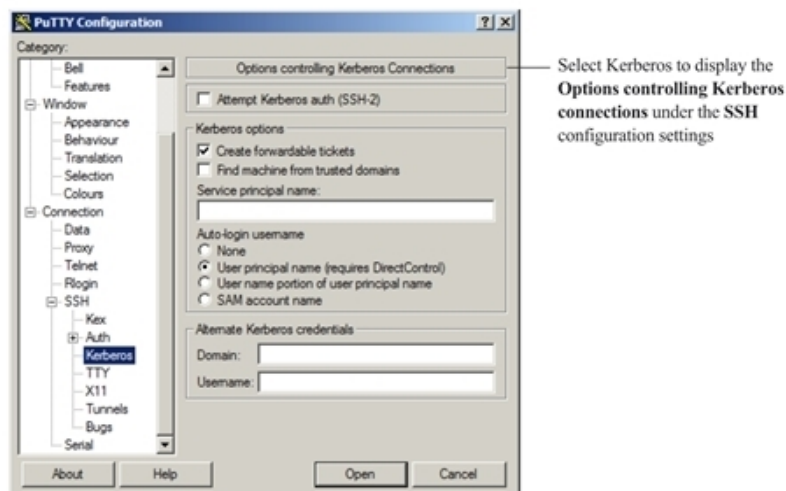 PuTTY Configuration
Category:
Bell
Features
Window
Appearance
Behaviour
Translation
Selection
Colours
Connection
Data
Proxy
Telnet
Rlogin
SSH
Kex
Auth
Kerberos
TTY
X11
Tunnels
Bugs
Serial
Options controlling Kerberos Connections
Attempt Kerberos auth (SSH-2)
Kerberos options
Create forwardable tickets
Find machine from trusted domains
Service principal name:
Auto-login username
None
User principal name (requires DirectControl)
User name portion of user principal name
SAM account name
Alternate Kerberos credentials
Domain:
Username:
About
Help
Open
Cancel
Select Kerberos to display the
Options controlling Kerberos
connections under the SSH
configuration settings